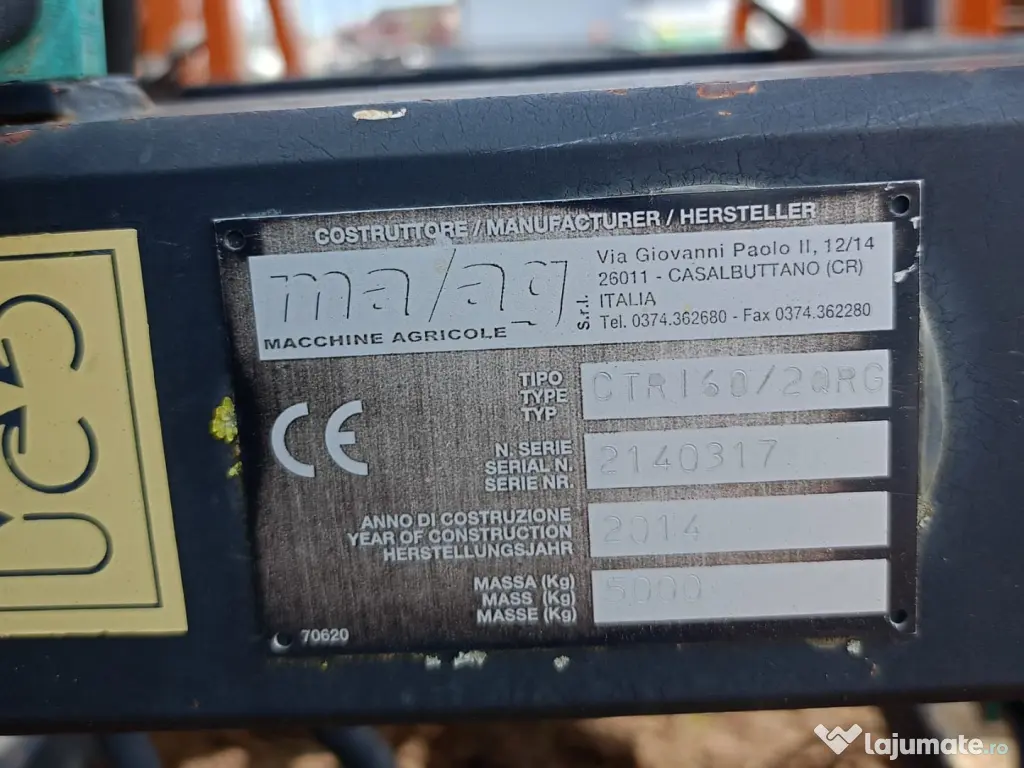 COSTRUTTORE / MANUFACTURER / HERSTELLER
ma/ag
MACCHINE AGRICOLE
S.r.l.
Via Giovanni Paolo II, 12/14
26011 - CASALBUTTANO (CR)
ITALIA
Tel. 0374.362680 - Fax 0374.362280
TIPO
TYPE
TYP
CTRI60/2QRG
N. SERIE
SERIAL N.
SERIE NR.
2140317
ANNO DI COSTRUZIONE
YEAR OF CONSTRUCTION
HERSTELLUNGSJAHR
2014
MASSA (Kg)
MASS (Kg)
MASSE (Kg)
5000
CE
70620
lajumate.ro